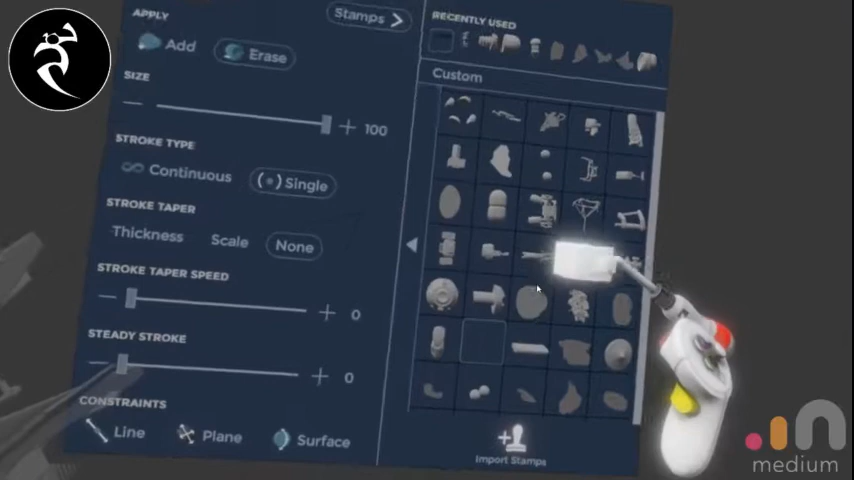 APPLY
Stamps >
Add
Erase
SIZE
100
STROKE TYPE
Continuous
Single
STROKE TAPER
Thickness
Scale
None
STROKE TAPER SPEED
0
STEADY STROKE
0
CONSTRAINTS
Line
Plane
Surface
RECENTLY USED
Custom
Import Stamps
medium